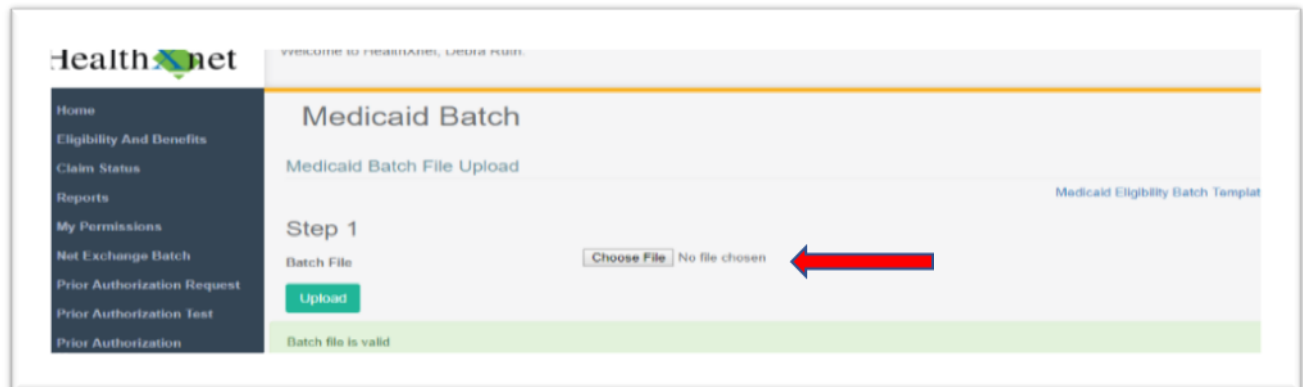 HealthXnet
Welcome to HealthXnet, Debra Ruth.
Home
Eligibility And Benefits
Claim Status
Reports
My Permissions
Net Exchange Batch
Prior Authorization Request
Prior Authorization Test
Prior Authorization
Medicaid Batch
Medicaid Batch File Upload
Medicaid Eligibility Batch Templat
Step 1
Batch File
Choose File No file chosen
Upload
Batch file is valid